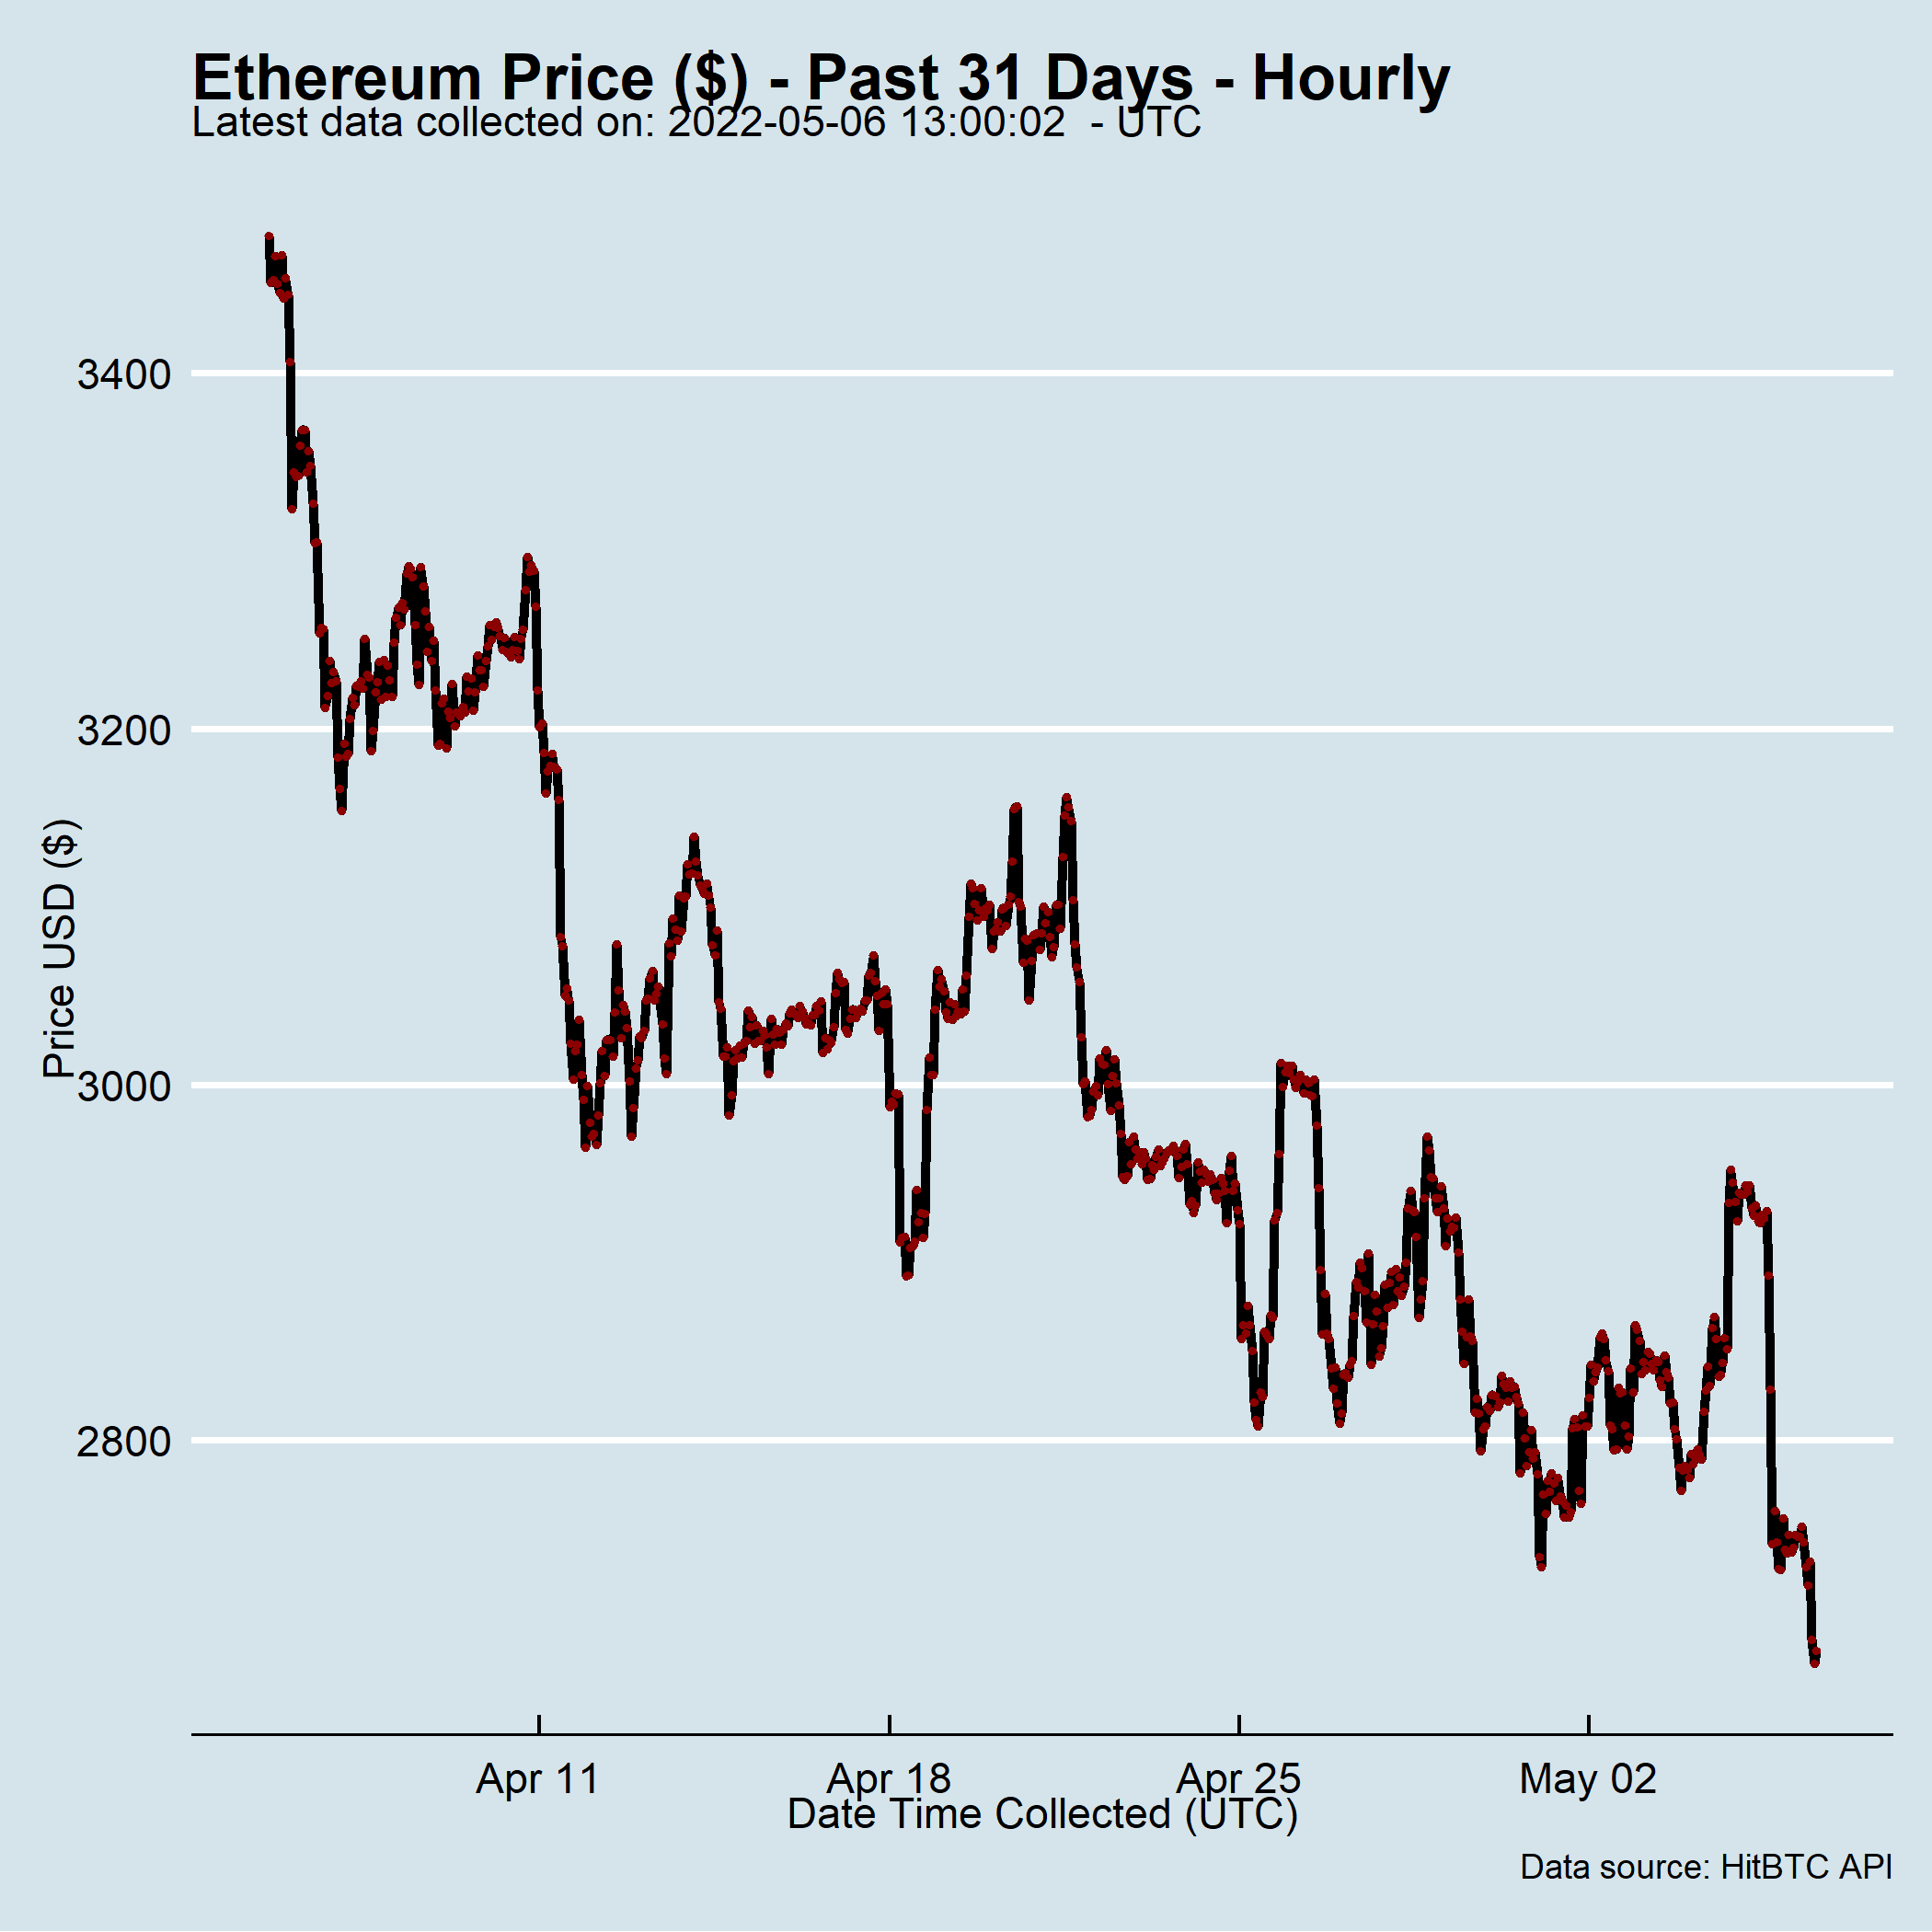 Ethereum Price ($) - Past 31 Days - Hourly
Latest data collected on: 2022-05-06 13:00:02  - UTC
Price USD ($)
3400
3200
3000
2800
Apr 11
Apr 18
Apr 25
May 02
Date Time Collected (UTC)
Data source: HitBTC API